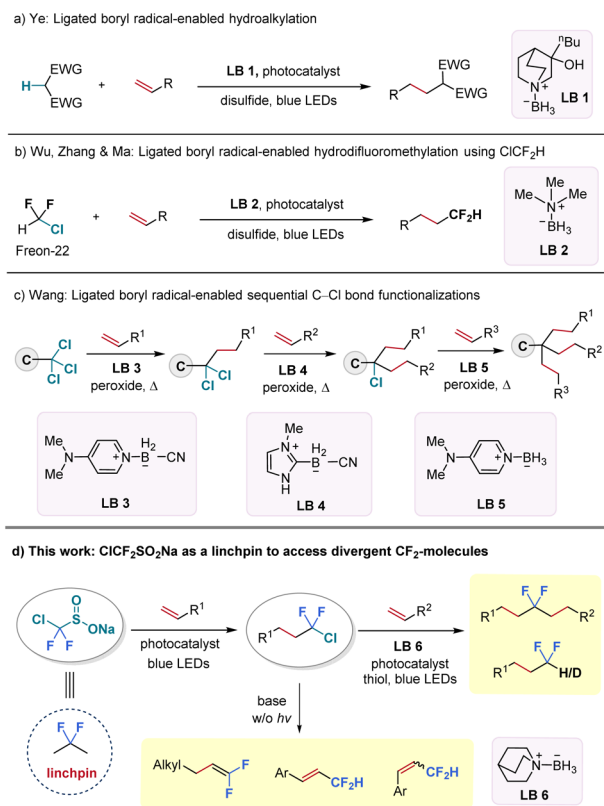 a) Ye: Ligated boryl radical-enabled hydroalkylation
EWG
H
EWG
+
R
LB 1, photocatalyst
disulfide, blue LEDs
R
EWG
EWG
nBu
OH
N+
-BH3
LB 1
b) Wu, Zhang & Ma: Ligated boryl radical-enabled hydrodifluoromethylation using ClCF2H
F F
H Cl
Freon-22
+
R
LB 2, photocatalyst
disulfide, blue LEDs
R CF2H
Me
Me N+ Me
-BH3
LB 2
c) Wang: Ligated boryl radical-enabled sequential C–Cl bond functionalizations
C Cl
Cl
Cl
R1
LB 3
peroxide, Δ
R1
C
Cl
Cl
R2
LB 4
peroxide, Δ
R1
C R2
Cl
R3
LB 5
peroxide, Δ
R1
C R2
R3
Me
N
Me
N+ H2B- CN
LB 3
Me
N+
H2B- CN
N
H
LB 4
Me
N
Me
N+ -BH3
LB 5
d) This work: ClCF2SO2Na as a linchpin to access divergent CF2-molecules
O
Cl S ONa
F F
R1
photocatalyst
blue LEDs
F F
R1 Cl
R2
LB 6
photocatalyst
thiol, blue LEDs
F F
R1 R2
F F
R1 H/D
F F
linchpin
base
w/o hv
Alkyl F
F
Ar CF2H
CF2H
Ar
N+ -BH3
LB 6